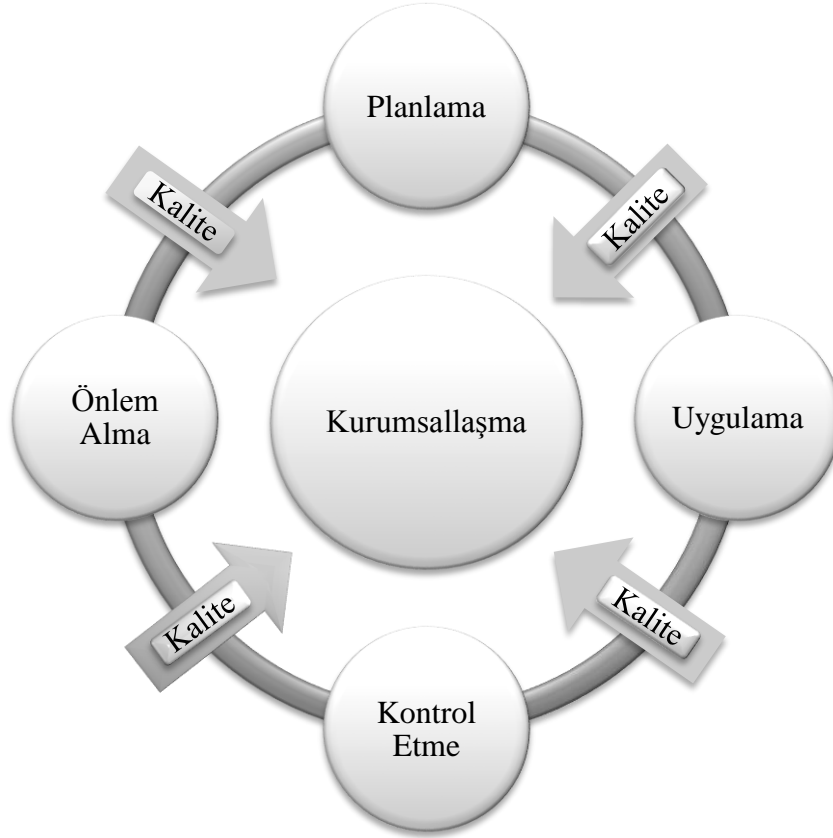 Planlama
Kalite
Kalite
Önlem
Alma
Kurumsallaşma
Uygulama
Kalite
Kalite
Kontrol
Etme